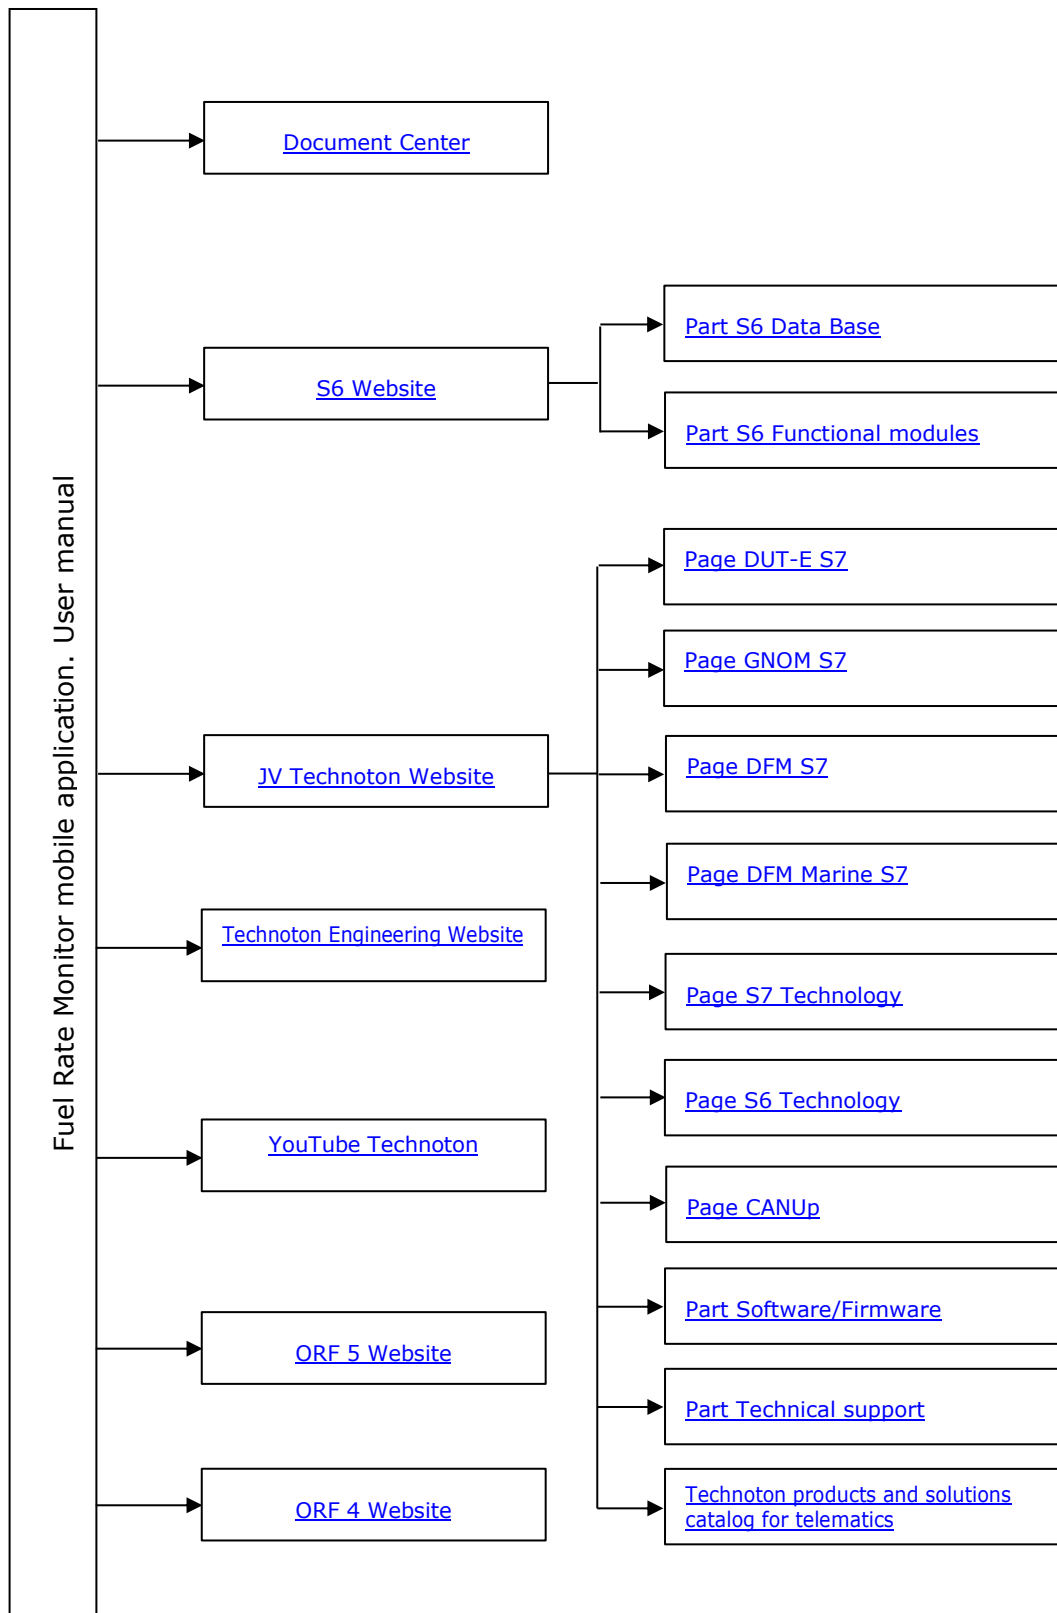 Fuel Rate Monitor mobile application. User manual
Document Center
S6 Website
Part S6 Data Base
Part S6 Functional modules
JV Technoton Website
Page DUT-E S7
Page GNOM S7
Page DFM S7
Page DFM Marine S7
Page S7 Technology
Page S6 Technology
Page CANUp
Part Software/Firmware
Part Technical support
Technoton products and solutions
catalog for telematics
Technoton Engineering Website
YouTube Technoton
ORF 5 Website
ORF 4 Website